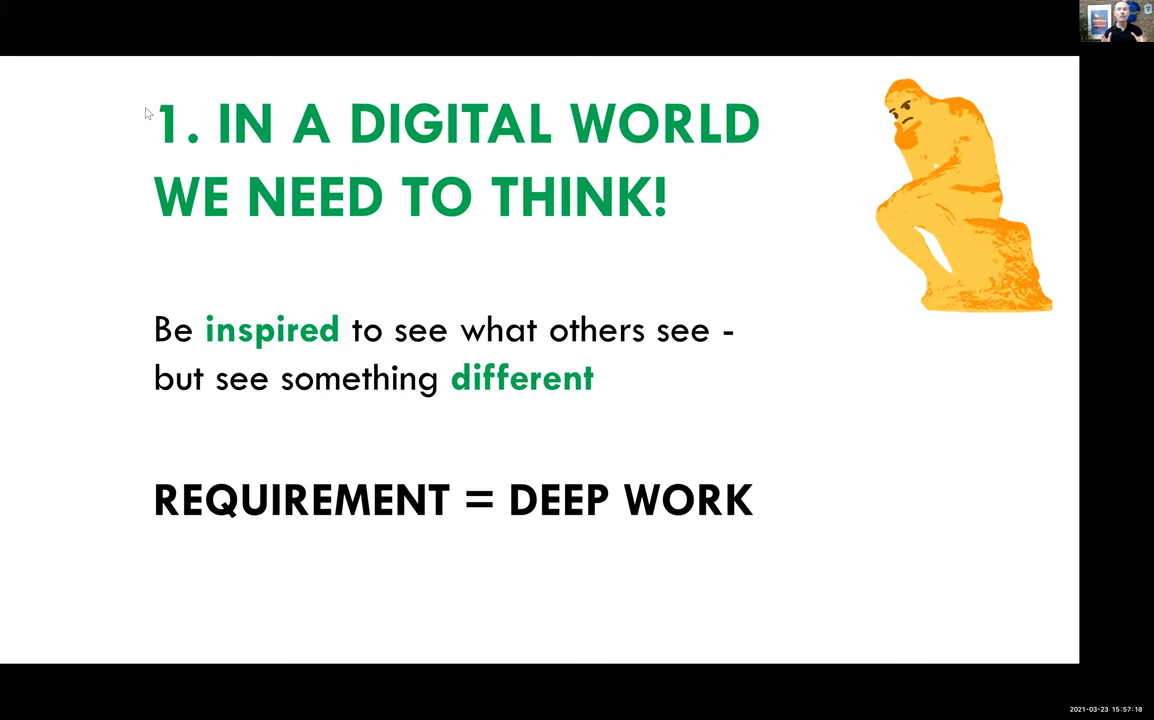 1. IN A DIGITAL WORLD
WE NEED TO THINK!
Be inspired to see what others see -
but see something different
REQUIREMENT = DEEP WORK
2021-03-23 15:57:18